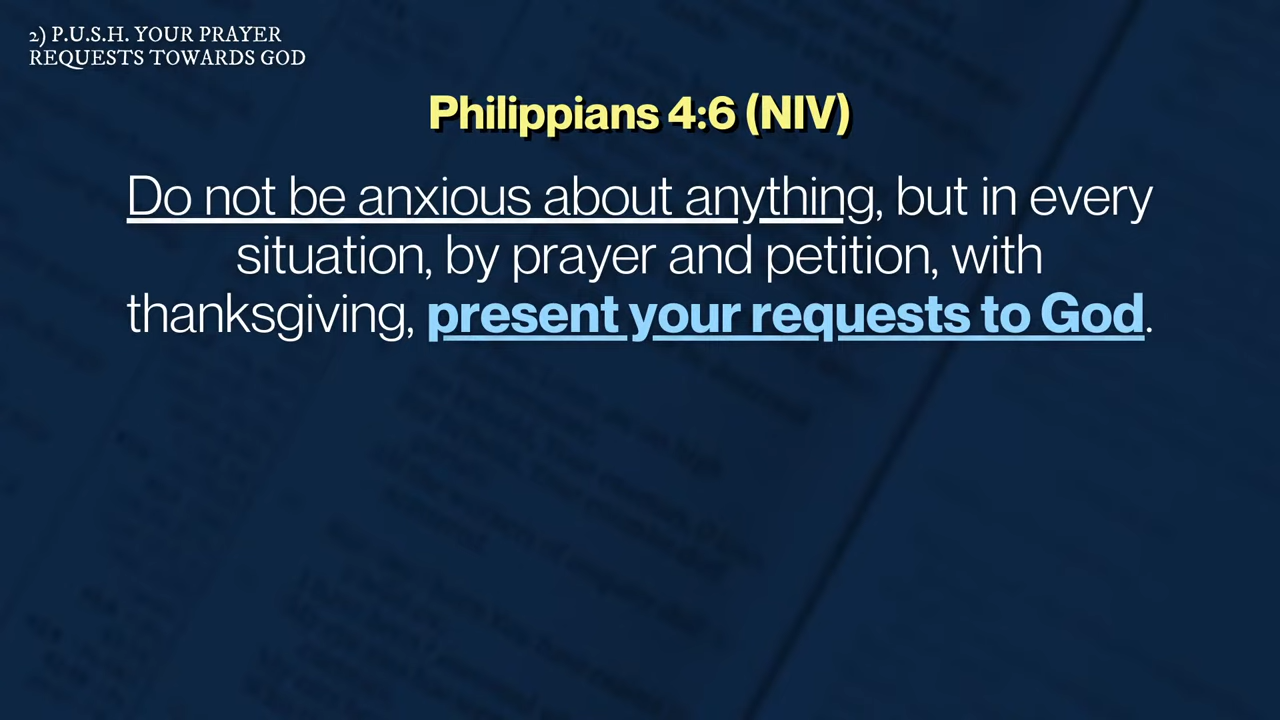 2) P.U.S.H. YOUR PRAYER
REQUESTS TOWARDS GOD
Philippians 4:6 (NIV)
Do not be anxious about anything, but in every
situation, by prayer and petition, with
thanksgiving, present your requests to God.